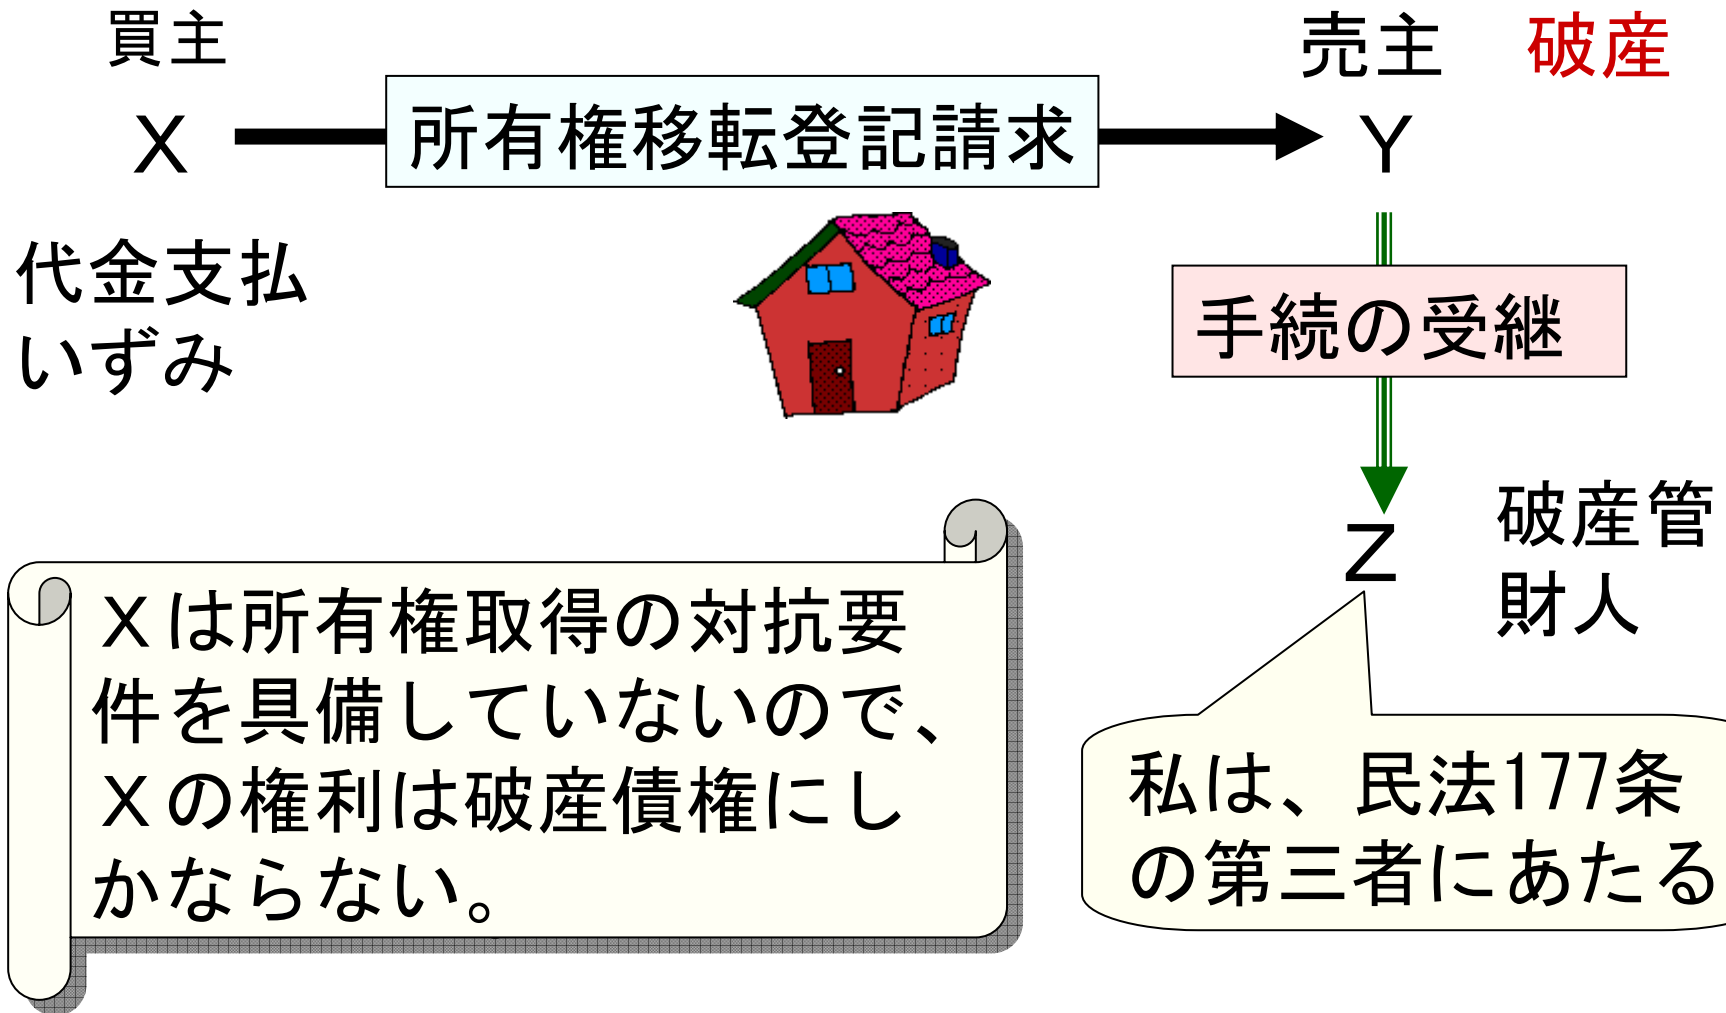 買主
売主　破産
所有権移転登記請求
Ｘ
Ｙ
代金支払
いずみ
手続の受継
Ｚ
破産管
財人
Ｘは所有権取得の対抗要
件を具備していないので、
Ｘの権利は破産債権にし
かならない。
私は、民法177条
の第三者にあたる